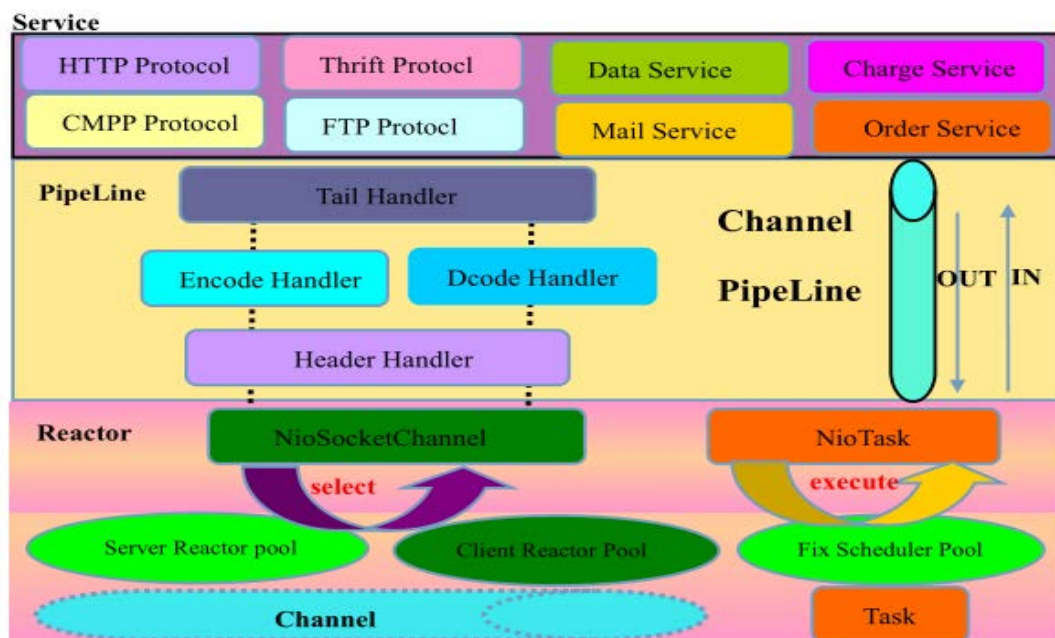 Service
HTTP Protocol
Thrift Protocl
Data Service
Charge Service
CMPP Protocol
FTP Protocl
Mail Service
Order Service
PipeLine
Tail Handler
Channel
PipeLine
Encode Handler
Dcode Handler
OUT
IN
Header Handler
Reactor
NioSocketChannel
NioTask
select
execute
Server Reactor pool
Client Reactor Pool
Fix Scheduler Pool
Channel
Task